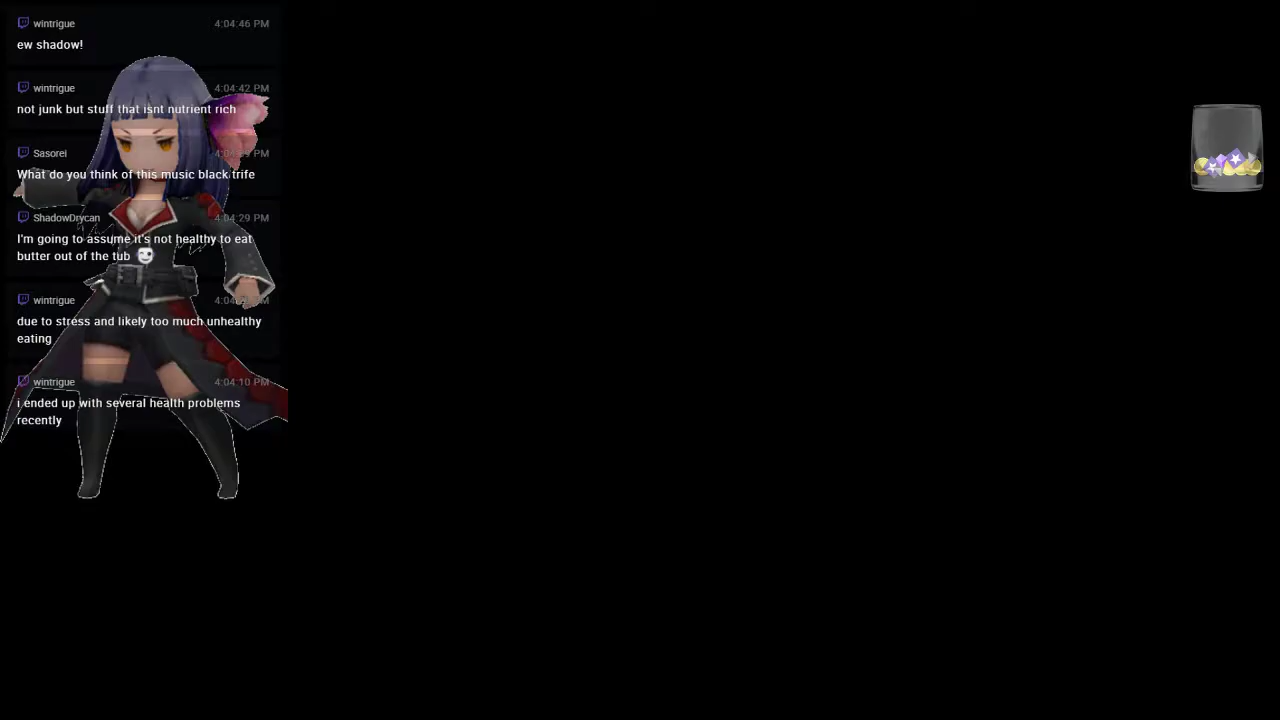 wintrigue 4:04:46 PM
ew shadow!
wintrigue 4:04:42 PM
not junk but stuff that isnt nutrient rich
Sasorei PM
What do you think of this music black trife
ShadowDrycan 4:04:29 PM
I'm going to assume it's not healthy to eat
butter out of the tub
wintrigue
due to stress and likely too much unhealthy
eating
wintrigue 4:04:10 PM
i ended up with several health problems
recently